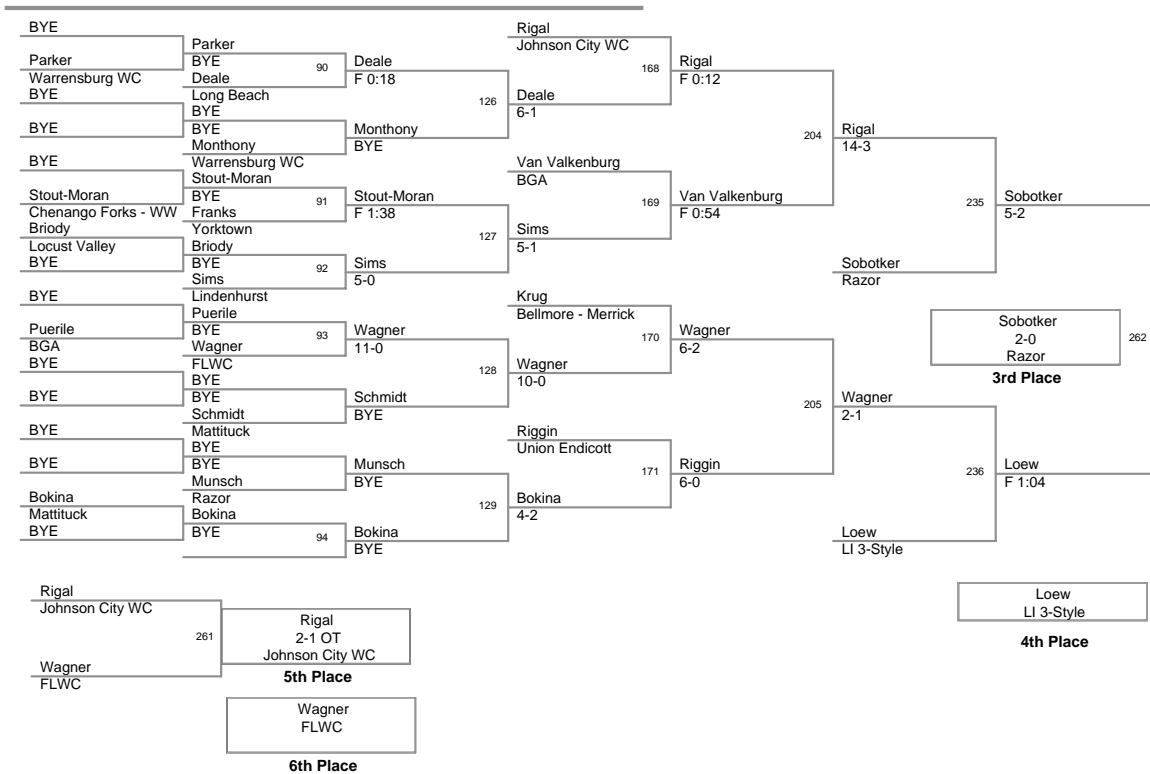 BYE
Parker
Warrensburg WC
BYE
BYE
BYE
Stout-Moran
Chenango Forks - WW
Briody
Locust Valley
BYE
BYE
Puerile
BGA
BYE
BYE
BYE
BYE
Bokina
Mattituck
BYE
Parker
BYE
90
Deale
Long Beach
BYE
BYE
Monthony
Warrensburg WC
Stout-Moran
BYE
91
Franks
Yorktown
Briody
BYE
92
Sims
Lindenhurst
Puerile
BYE
93
Wagner
FLWC
BYE
BYE
Schmidt
Mattituck
BYE
BYE
Munsch
Razor
Bokina
BYE
94
Deale
F 0:18
126
Monthony
BYE
Stout-Moran
F 1:38
127
Sims
5-0
Wagner
11-0
128
Schmidt
BYE
Munsch
BYE
129
Bokina
BYE
Rigal
Johnson City WC
168
Deale
6-1
Van Valkenburg
BGA
169
Sims
5-1
Krug
Bellmore - Merrick
170
Wagner
10-0
Riggin
Union Endicott
171
Bokina
4-2
Rigal
F 0:12
204
Van Valkenburg
F 0:54
Wagner
6-2
205
Riggin
6-0
Rigal
14-3
235
Sobotker
Razor
Wagner
2-1
236
Loew
LI 3-Style
Sobotker
5-2
Sobotker
2-0
Razor
262
3rd Place
Loew
F 1:04
Loew
LI 3-Style
4th Place
Rigal
Johnson City WC
261
Wagner
FLWC
Rigal
2-1 OT
Johnson City WC
5th Place
Wagner
FLWC
6th Place